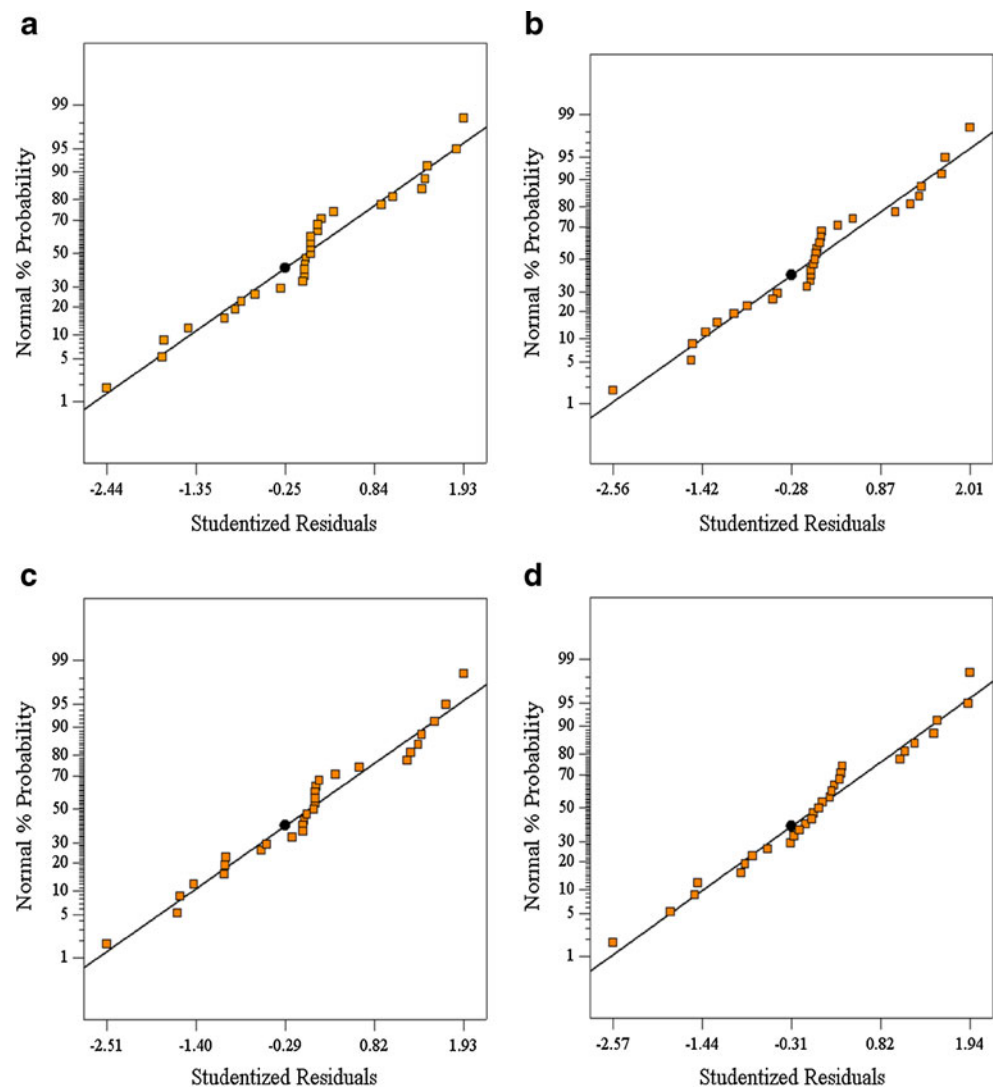 a
99
95
90
80
70
50
30
20
10
5
1
Normal % Probability
-2.44 -1.35 -0.25 0.84 1.93
Studentized Residuals
b
99
95
90
80
70
50
30
20
10
5
1
Normal % Probability
-2.56 -1.42 -0.28 0.87 2.01
Studentized Residuals
c
99
95
90
80
70
50
30
20
10
5
1
Normal % Probability
-2.51 -1.40 -0.29 0.82 1.93
Studentized Residuals
d
99
95
90
80
70
50
30
20
10
5
1
Normal % Probability
-2.57 -1.44 -0.31 0.82 1.94
Studentized Residuals